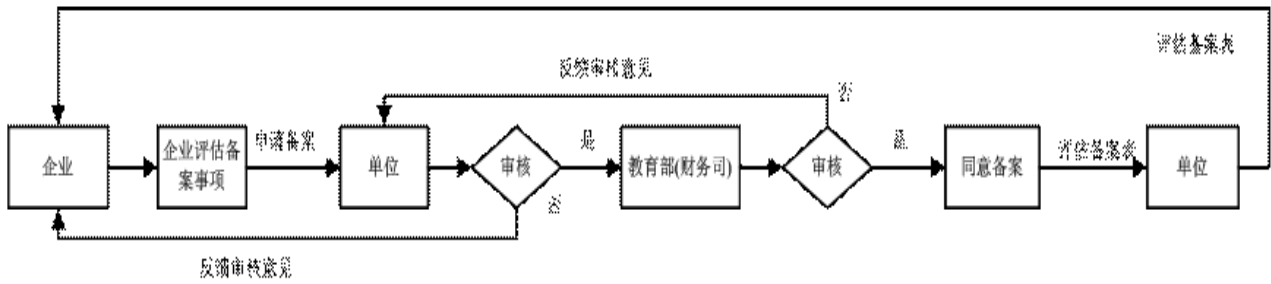 评估备案表
反馈审核意见
否
企业
企业评估备
案事项
申请备案
单位
审核
是
教育部(财务司)
审核
是
同意备案
评估备案表
单位
否
反馈审核意见